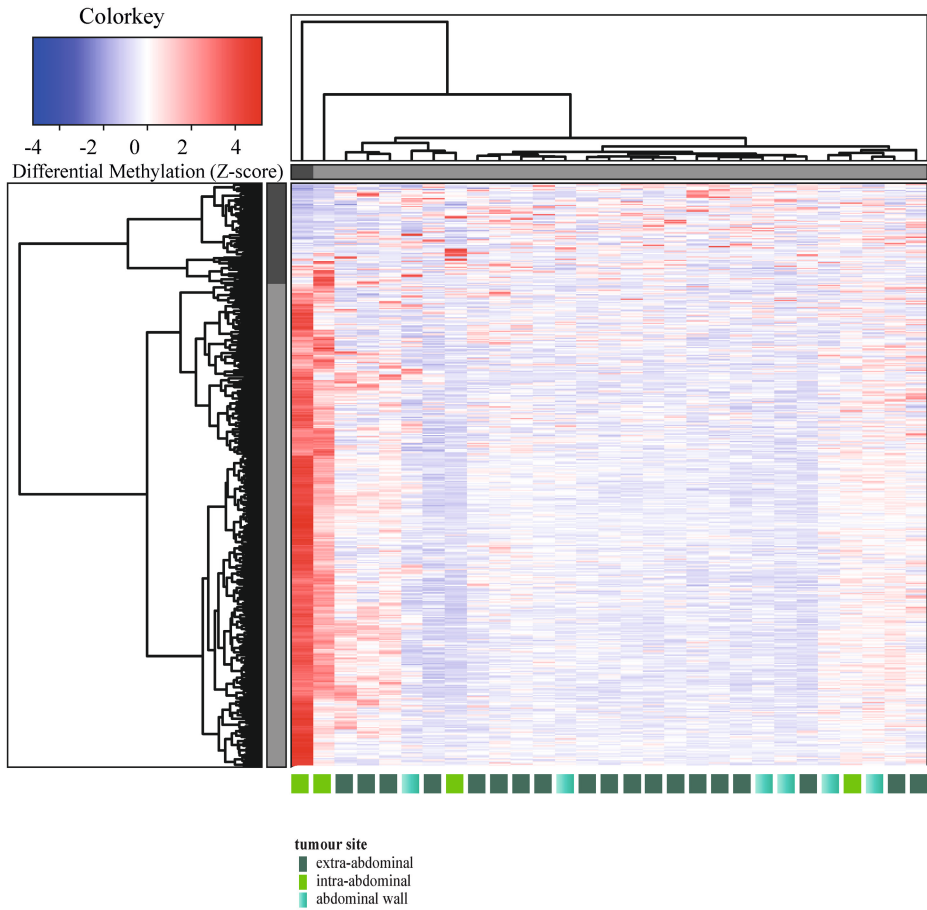 Colorkey
-4 -2 0 2 4
Differential Methylation (Z-score)
tumour site
extra-abdominal
intra-abdominal
abdominal wall